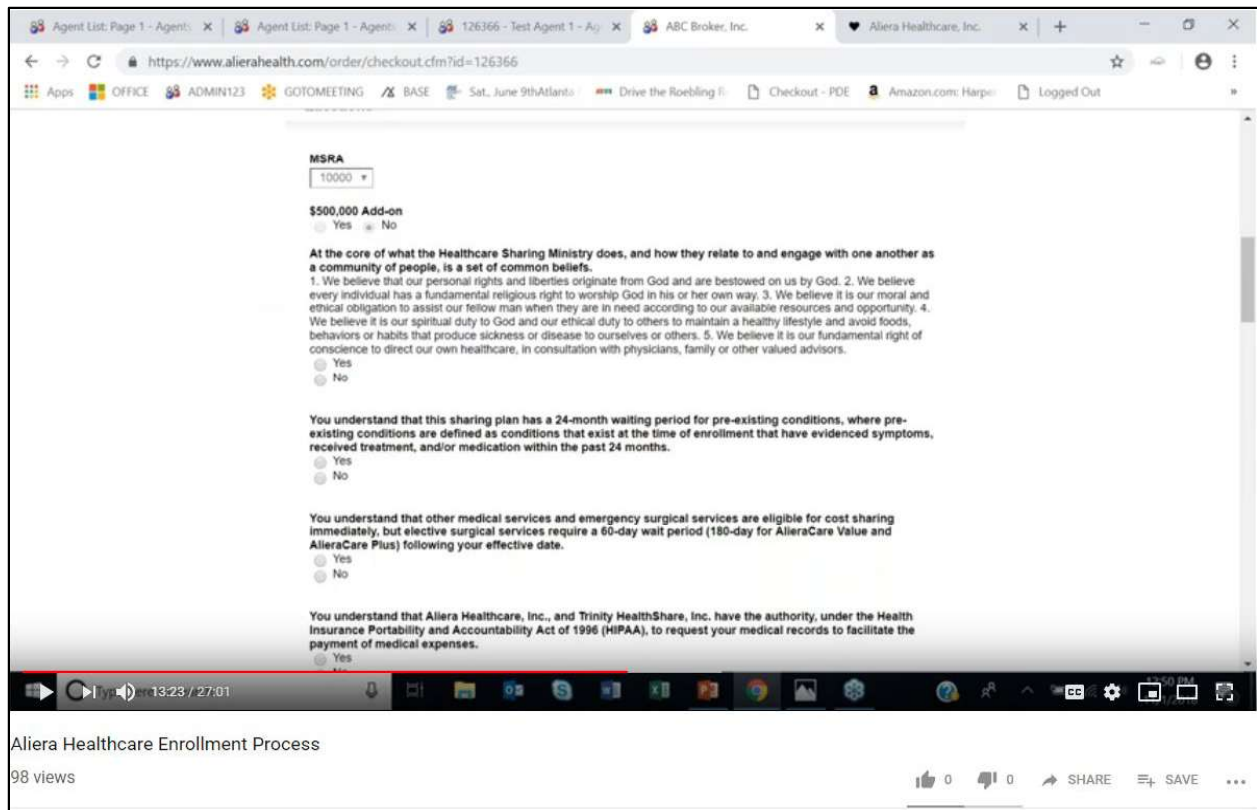 Agent List: Page 1 - Agents
Agent List: Page 1 - Agents
126366 - Test Agent 1 - Ag
ABC Broker, Inc.
Aliera Healthcare, Inc.
https://www.alierahealth.com/order/checkout.cfm?id=126366
Apps OFFICE ADMIN123 GOTOMEETING BASE Sat., June 9thAtlanta Drive the Roebling R Checkout - PDE Amazon.com: Harper Logged Out
MSRA
10000
$500,000 Add-on
Yes No
At the core of what the Healthcare Sharing Ministry does, and how they relate to and engage with one another as
a community of people, is a set of common beliefs.
1. We believe that our personal rights and liberties originate from God and are bestowed on us by God. 2. We believe
every individual has a fundamental religious right to worship God in his or her own way. 3. We believe it is our moral and
ethical obligation to assist our fellow man when they are in need according to our available resources and opportunity. 4.
We believe it is our spiritual duty to God and our ethical duty to others to maintain a healthy lifestyle and avoid foods,
behaviors or habits that produce sickness or disease to ourselves or others. 5. We believe it is our fundamental right of
conscience to direct our own healthcare, in consultation with physicians, family or other valued advisors.
Yes
No
You understand that this sharing plan has a 24-month waiting period for pre-existing conditions, where pre-
existing conditions are defined as conditions that exist at the time of enrollment that have evidenced symptoms,
received treatment, and/or medication within the past 24 months.
Yes
No
You understand that other medical services and emergency surgical services are eligible for cost sharing
immediately, but elective surgical services require a 60-day wait period (180-day for AlieraCare Value and
AlieraCare Plus) following your effective date.
Yes
No
You understand that Aliera Healthcare, Inc., and Trinity HealthShare, Inc. have the authority, under the Health
Insurance Portability and Accountability Act of 1996 (HIPAA), to request your medical records to facilitate the
payment of medical expenses.
Yes
13:23 / 27:01
CC
12:50 PM
Aliera Healthcare Enrollment Process
98 views
0 0 SHARE SAVE